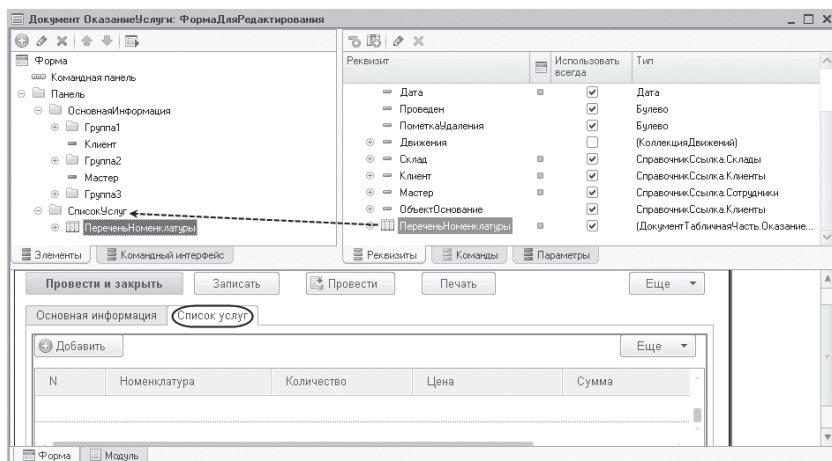 Документ ОказаниеУслуги: ФормаДляРедактирования
Форма
Командная панель
Панель
ОсновнаяИнформация
Группа1
Клиент
Группа2
Мастер
Группа3
СписокУслуг
ПереченьНоменклатуры
Элементы Командный интерфейс
Реквизит Использовать всегда Тип
Дата Дата
Проведен Булево
ПометкаУдаления Булево
Движения (КоллекцияДвижений)
Склад СправочникСсылка.Склады
Клиент СправочникСсылка.Клиенты
Мастер СправочникСсылка.Сотрудники
ОбъектОснование СправочникСсылка.Клиенты
ПереченьНоменклатуры (ДокументТабличнаяЧасть.Оказание...
Реквизиты Команды Параметры
Провести и закрыть Записать Провести Печать Еще
Основная информация Список услуг
Добавить Еще
N Номенклатура Количество Цена Сумма
Форма Модуль